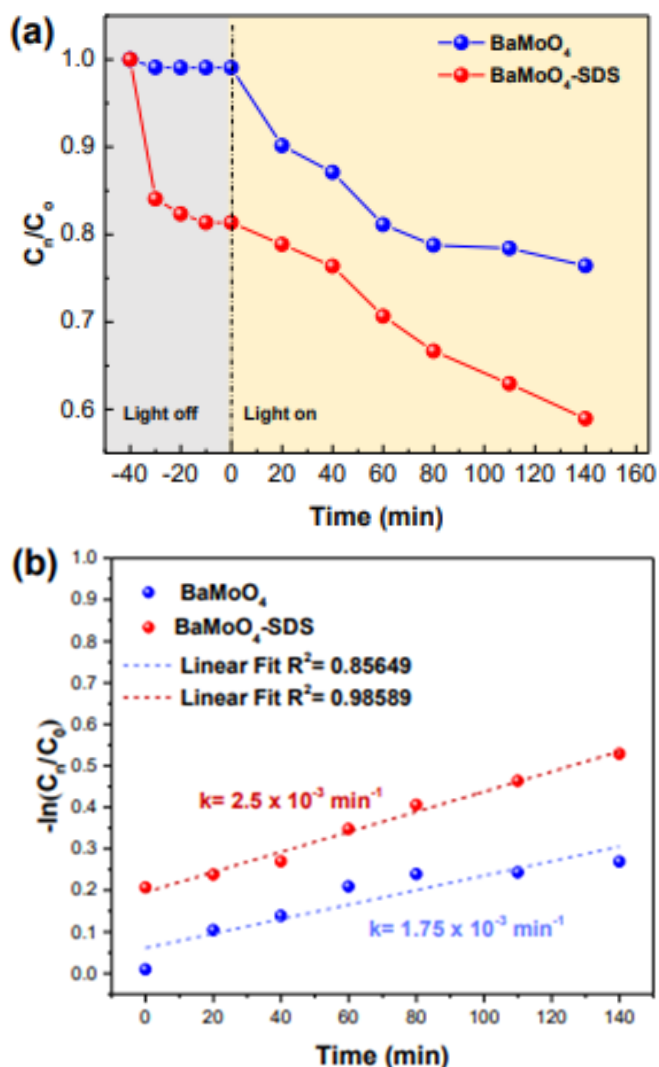 (a)
BaMoO₄
BaMoO₄-SDS
1.0
0.9
0.8
0.7
0.6
Cₙ/Cₒ
Light off
Light on
-40 -20 0 20 40 60 80 100 120 140 160
Time (min)
(b)
BaMoO₄
BaMoO₄-SDS
Linear Fit R²= 0.85649
Linear Fit R²= 0.98589
1.0
0.9
0.8
0.7
0.6
0.5
0.4
0.3
0.2
0.1
0.0
-ln(Cₙ/C₀)
k= 2.5 x 10⁻³ min⁻¹
k= 1.75 x 10⁻³ min⁻¹
0 20 40 60 80 100 120 140
Time (min)